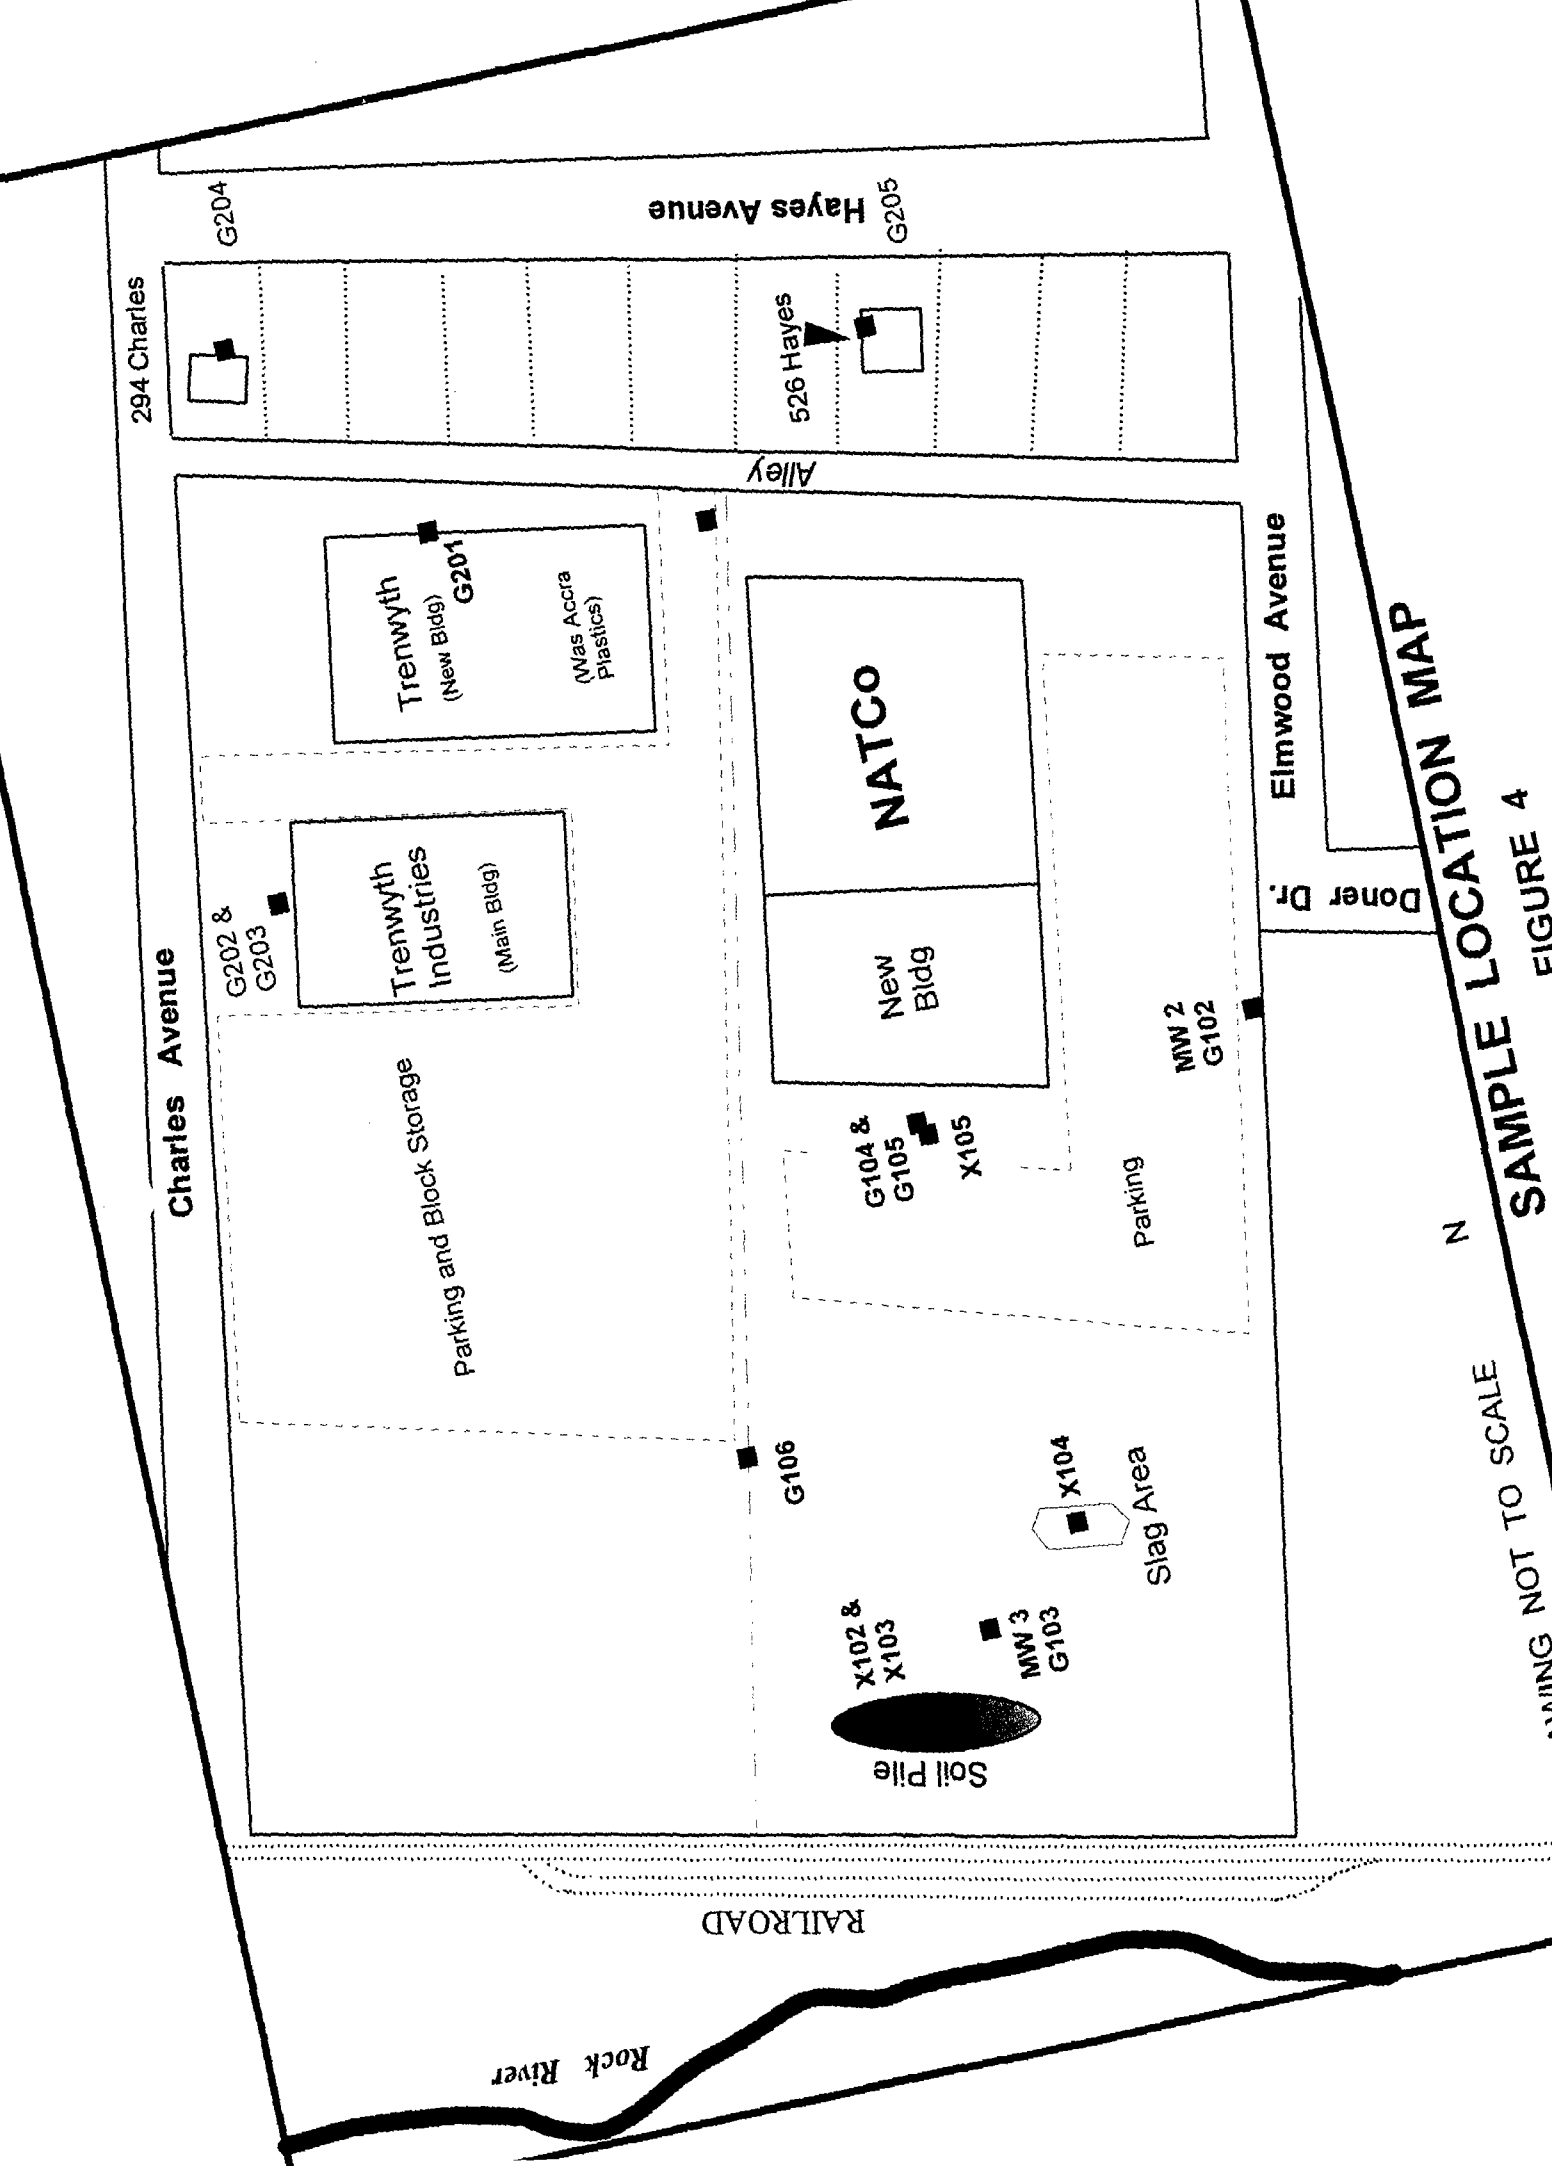 294 Charles
G204
Hayes Avenue
G205
526 Hayes
Alley
Charles Avenue
Trenwyth
(New Bldg)
G201
(Was Accra
Plastics)
G202 &
G203
Trenwyth
Industries
(Main Bldg)
NATCo
New
Bldg
Elmwood Avenue
Doner Dr.
MW 2
G102
G104 &
G105
X105
Parking and Block Storage
Parking
G106
X104
Slag Area
X102 &
X103
MW 3
G103
Soil Pile
RAILROAD
Rock River
N
WING NOT TO SCALE
SAMPLE LOCATION MAP
FIGURE 4